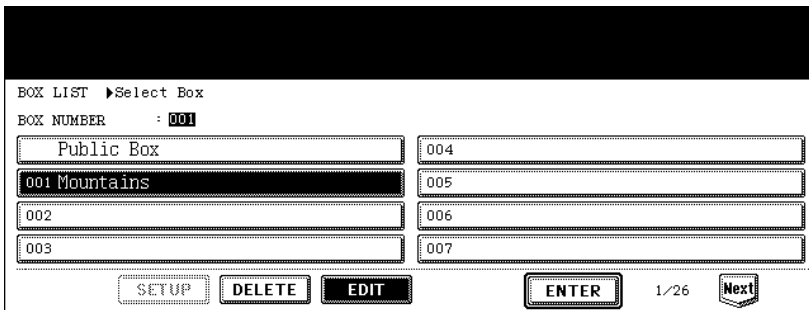 BOX LIST ▶Select Box
BOX NUMBER : 001
Public Box 004
001 Mountains 005
002 006
003 007
SETUP DELETE EDIT ENTER 1/26 Next